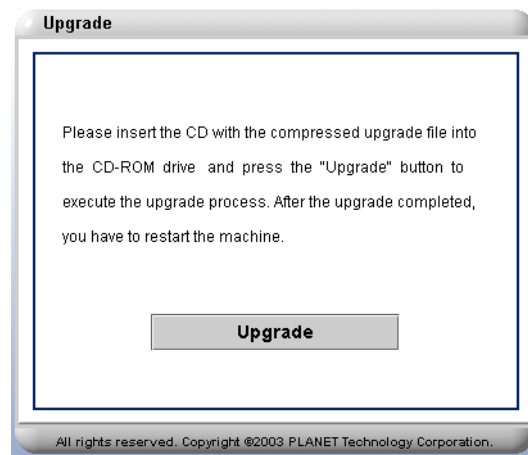 Upgrade
Please insert the CD with the compressed upgrade file into
the CD-ROM drive and press the "Upgrade" button to
execute the upgrade process. After the upgrade completed,
you have to restart the machine.
Upgrade
All rights reserved. Copyright ©2003 PLANET Technology Corporation.